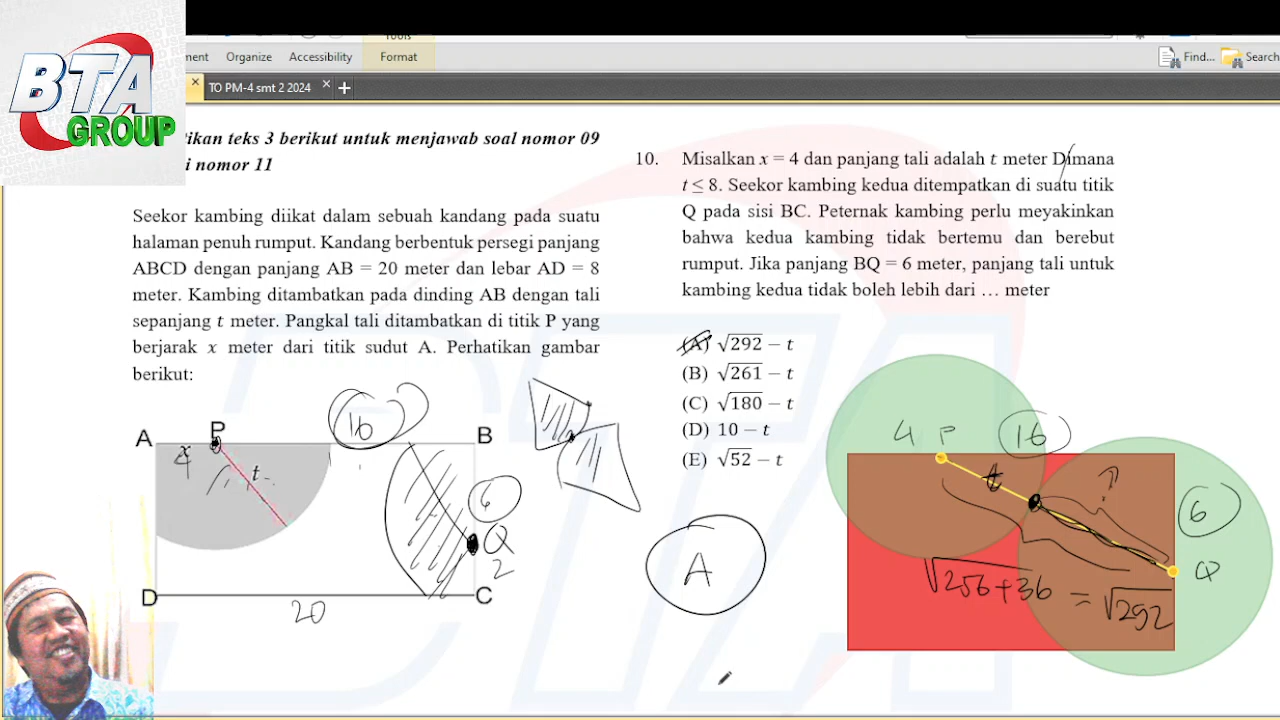 BTA
GROUP
Tools
ment Organize Accessibility Format Find... Search
TO PM-4 smt 2 2024
ikan teks 3 berikut untuk menjawab soal nomor 09
i nomor 11
Seekor kambing diikat dalam sebuah kandang pada suatu
halaman penuh rumput. Kandang berbentuk persegi panjang
ABCD dengan panjang AB = 20 meter dan lebar AD = 8
meter. Kambing ditambatkan pada dinding AB dengan tali
sepanjang t meter. Pangkal tali ditambatkan di titik P yang
berjarak x meter dari titik sudut A. Perhatikan gambar
berikut:
A P 16 B
x
4 t
6
Q
2
D C
20
10. Misalkan x = 4 dan panjang tali adalah t meter Dimana
t ≤ 8. Seekor kambing kedua ditempatkan di suatu titik
Q pada sisi BC. Peternak kambing perlu meyakinkan
bahwa kedua kambing tidak bertemu dan berebut
rumput. Jika panjang BQ = 6 meter, panjang tali untuk
kambing kedua tidak boleh lebih dari … meter
(A) √292 − t
(B) √261 − t
(C) √180 − t
(D) 10 − t
(E) √52 − t
A
4 P 16
t ?
6
Q
√256+36 = √292